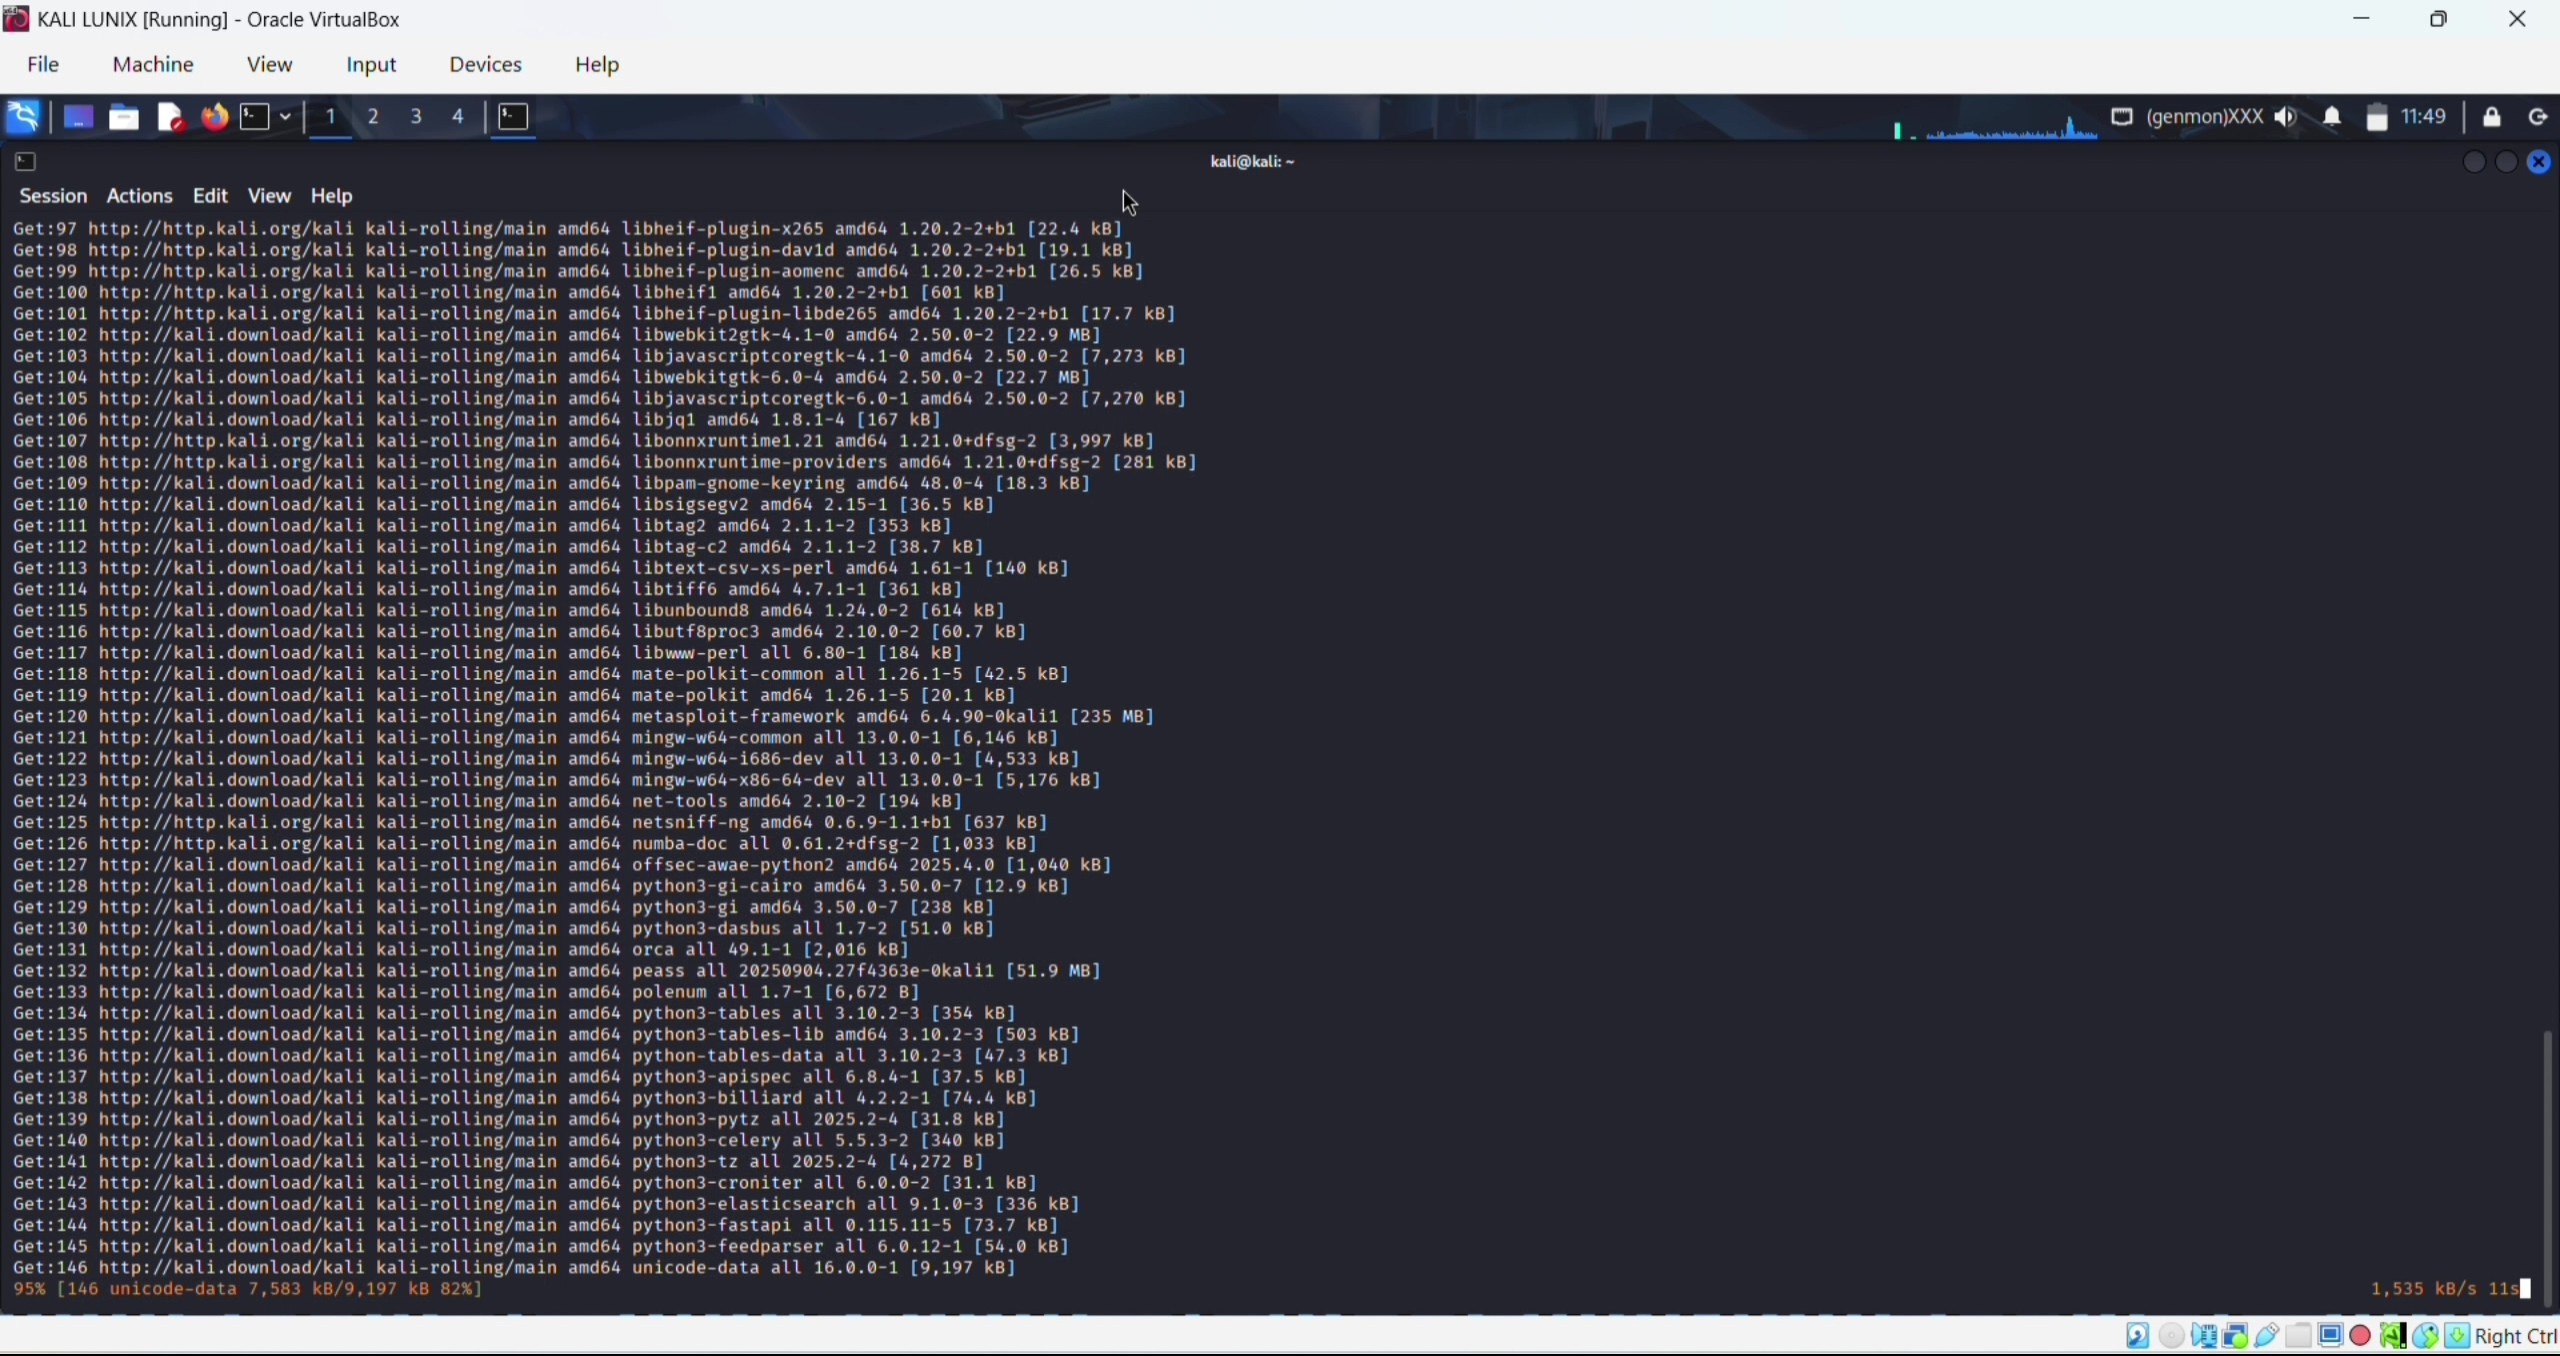 KALI LUNIX [Running] - Oracle VirtualBox
File Machine View Input Devices Help
1 2 3 4 (genmon)XXX 11:49
kali@kali: ~
Session Actions Edit View Help
Get:97 http://http.kali.org/kali kali-rolling/main amd64 libheif-plugin-x265 amd64 1.20.2-2+b1 [22.4 kB]
Get:98 http://http.kali.org/kali kali-rolling/main amd64 libheif-plugin-dav1d amd64 1.20.2-2+b1 [19.1 kB]
Get:99 http://http.kali.org/kali kali-rolling/main amd64 libheif-plugin-aomenc amd64 1.20.2-2+b1 [26.5 kB]
Get:100 http://http.kali.org/kali kali-rolling/main amd64 libheif1 amd64 1.20.2-2+b1 [601 kB]
Get:101 http://http.kali.org/kali kali-rolling/main amd64 libheif-plugin-libde265 amd64 1.20.2-2+b1 [17.7 kB]
Get:102 http://kali.download/kali kali-rolling/main amd64 libwebkit2gtk-4.1-0 amd64 2.50.0-2 [22.9 MB]
Get:103 http://kali.download/kali kali-rolling/main amd64 libjavascriptcoregtk-4.1-0 amd64 2.50.0-2 [7,273 kB]
Get:104 http://kali.download/kali kali-rolling/main amd64 libwebkitgtk-6.0-4 amd64 2.50.0-2 [22.7 MB]
Get:105 http://kali.download/kali kali-rolling/main amd64 libjavascriptcoregtk-6.0-1 amd64 2.50.0-2 [7,270 kB]
Get:106 http://kali.download/kali kali-rolling/main amd64 libjq1 amd64 1.8.1-4 [167 kB]
Get:107 http://http.kali.org/kali kali-rolling/main amd64 libonnxruntime1.21 amd64 1.21.0+dfsg-2 [3,997 kB]
Get:108 http://http.kali.org/kali kali-rolling/main amd64 libonnxruntime-providers amd64 1.21.0+dfsg-2 [281 kB]
Get:109 http://kali.download/kali kali-rolling/main amd64 libpam-gnome-keyring amd64 48.0-4 [18.3 kB]
Get:110 http://kali.download/kali kali-rolling/main amd64 libsigsegv2 amd64 2.15-1 [36.5 kB]
Get:111 http://kali.download/kali kali-rolling/main amd64 libtag2 amd64 2.1.1-2 [353 kB]
Get:112 http://kali.download/kali kali-rolling/main amd64 libtag-c2 amd64 2.1.1-2 [38.7 kB]
Get:113 http://kali.download/kali kali-rolling/main amd64 libtext-csv-xs-perl amd64 1.61-1 [140 kB]
Get:114 http://kali.download/kali kali-rolling/main amd64 libtiff6 amd64 4.7.1-1 [361 kB]
Get:115 http://kali.download/kali kali-rolling/main amd64 libunbound8 amd64 1.24.0-2 [614 kB]
Get:116 http://kali.download/kali kali-rolling/main amd64 libutf8proc3 amd64 2.10.0-2 [60.7 kB]
Get:117 http://kali.download/kali kali-rolling/main amd64 libwww-perl all 6.80-1 [184 kB]
Get:118 http://kali.download/kali kali-rolling/main amd64 mate-polkit-common all 1.26.1-5 [42.5 kB]
Get:119 http://kali.download/kali kali-rolling/main amd64 mate-polkit amd64 1.26.1-5 [20.1 kB]
Get:120 http://kali.download/kali kali-rolling/main amd64 metasploit-framework amd64 6.4.90-0kali1 [235 MB]
Get:121 http://kali.download/kali kali-rolling/main amd64 mingw-w64-common all 13.0.0-1 [6,146 kB]
Get:122 http://kali.download/kali kali-rolling/main amd64 mingw-w64-i686-dev all 13.0.0-1 [4,533 kB]
Get:123 http://kali.download/kali kali-rolling/main amd64 mingw-w64-x86-64-dev all 13.0.0-1 [5,176 kB]
Get:124 http://kali.download/kali kali-rolling/main amd64 net-tools amd64 2.10-2 [194 kB]
Get:125 http://http.kali.org/kali kali-rolling/main amd64 netsniff-ng amd64 0.6.9-1.1+b1 [637 kB]
Get:126 http://http.kali.org/kali kali-rolling/main amd64 numba-doc all 0.61.2+dfsg-2 [1,033 kB]
Get:127 http://kali.download/kali kali-rolling/main amd64 offsec-awae-python2 amd64 2025.4.0 [1,040 kB]
Get:128 http://kali.download/kali kali-rolling/main amd64 python3-gi-cairo amd64 3.50.0-7 [12.9 kB]
Get:129 http://kali.download/kali kali-rolling/main amd64 python3-gi amd64 3.50.0-7 [238 kB]
Get:130 http://kali.download/kali kali-rolling/main amd64 python3-dasbus all 1.7-2 [51.0 kB]
Get:131 http://kali.download/kali kali-rolling/main amd64 orca all 49.1-1 [2,016 kB]
Get:132 http://kali.download/kali kali-rolling/main amd64 peass all 20250904.27f4363e-0kali1 [51.9 MB]
Get:133 http://kali.download/kali kali-rolling/main amd64 polenum all 1.7-1 [6,672 B]
Get:134 http://kali.download/kali kali-rolling/main amd64 python3-tables all 3.10.2-3 [354 kB]
Get:135 http://kali.download/kali kali-rolling/main amd64 python3-tables-lib amd64 3.10.2-3 [503 kB]
Get:136 http://kali.download/kali kali-rolling/main amd64 python-tables-data all 3.10.2-3 [47.3 kB]
Get:137 http://kali.download/kali kali-rolling/main amd64 python3-apispec all 6.8.4-1 [37.5 kB]
Get:138 http://kali.download/kali kali-rolling/main amd64 python3-billiard all 4.2.2-1 [74.4 kB]
Get:139 http://kali.download/kali kali-rolling/main amd64 python3-pytz all 2025.2-4 [31.8 kB]
Get:140 http://kali.download/kali kali-rolling/main amd64 python3-celery all 5.5.3-2 [340 kB]
Get:141 http://kali.download/kali kali-rolling/main amd64 python3-tz all 2025.2-4 [4,272 B]
Get:142 http://kali.download/kali kali-rolling/main amd64 python3-croniter all 6.0.0-2 [31.1 kB]
Get:143 http://kali.download/kali kali-rolling/main amd64 python3-elasticsearch all 9.1.0-3 [336 kB]
Get:144 http://kali.download/kali kali-rolling/main amd64 python3-fastapi all 0.115.11-5 [73.7 kB]
Get:145 http://kali.download/kali kali-rolling/main amd64 python3-feedparser all 6.0.12-1 [54.0 kB]
Get:146 http://kali.download/kali kali-rolling/main amd64 unicode-data all 16.0.0-1 [9,197 kB]
95% [146 unicode-data 7,583 kB/9,197 kB 82%] 1,535 kB/s 11s
Right Ctrl